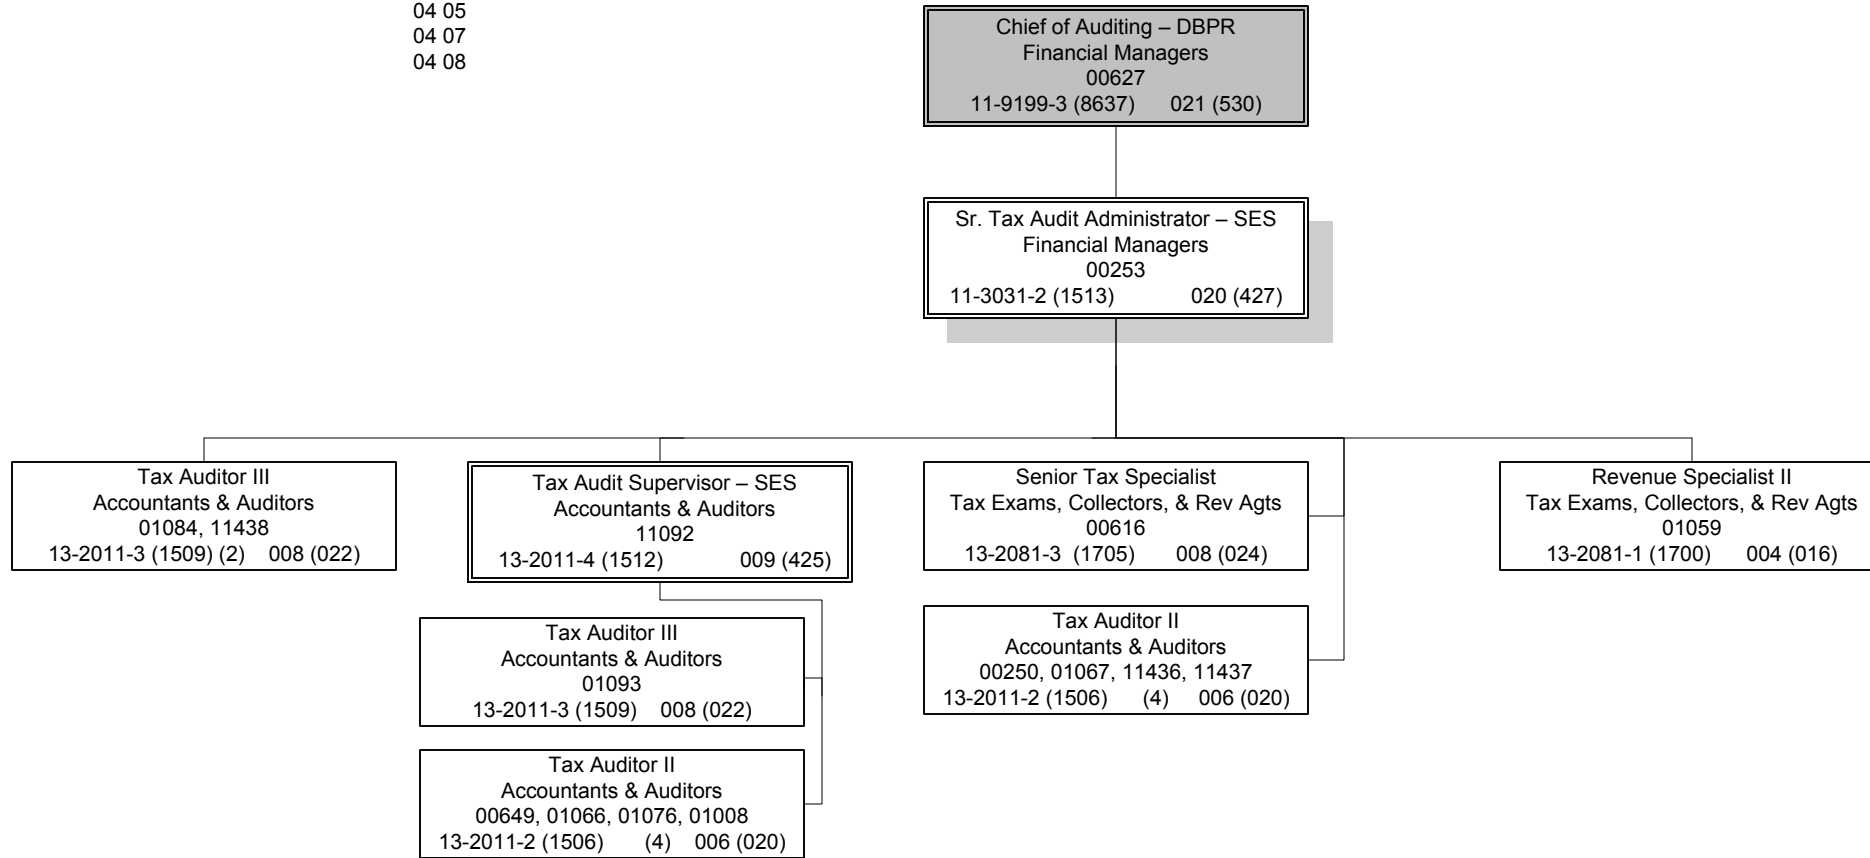 04 05
04 07
04 08
Chief of Auditing – DBPR
Financial Managers
00627
11-9199-3 (8637) 021 (530)
Sr. Tax Audit Administrator – SES
Financial Managers
00253
11-3031-2 (1513) 020 (427)
Tax Auditor III
Accountants & Auditors
01084, 11438
13-2011-3 (1509) (2) 008 (022)
Tax Audit Supervisor – SES
Accountants & Auditors
11092
13-2011-4 (1512) 009 (425)
Tax Auditor III
Accountants & Auditors
01093
13-2011-3 (1509) 008 (022)
Tax Auditor II
Accountants & Auditors
00649, 01066, 01076, 01008
13-2011-2 (1506) (4) 006 (020)
Senior Tax Specialist
Tax Exams, Collectors, & Rev Agts
00616
13-2081-3 (1705) 008 (024)
Tax Auditor II
Accountants & Auditors
00250, 01067, 11436, 11437
13-2011-2 (1506) (4) 006 (020)
Revenue Specialist II
Tax Exams, Collectors, & Rev Agts
01059
13-2081-1 (1700) 004 (016)